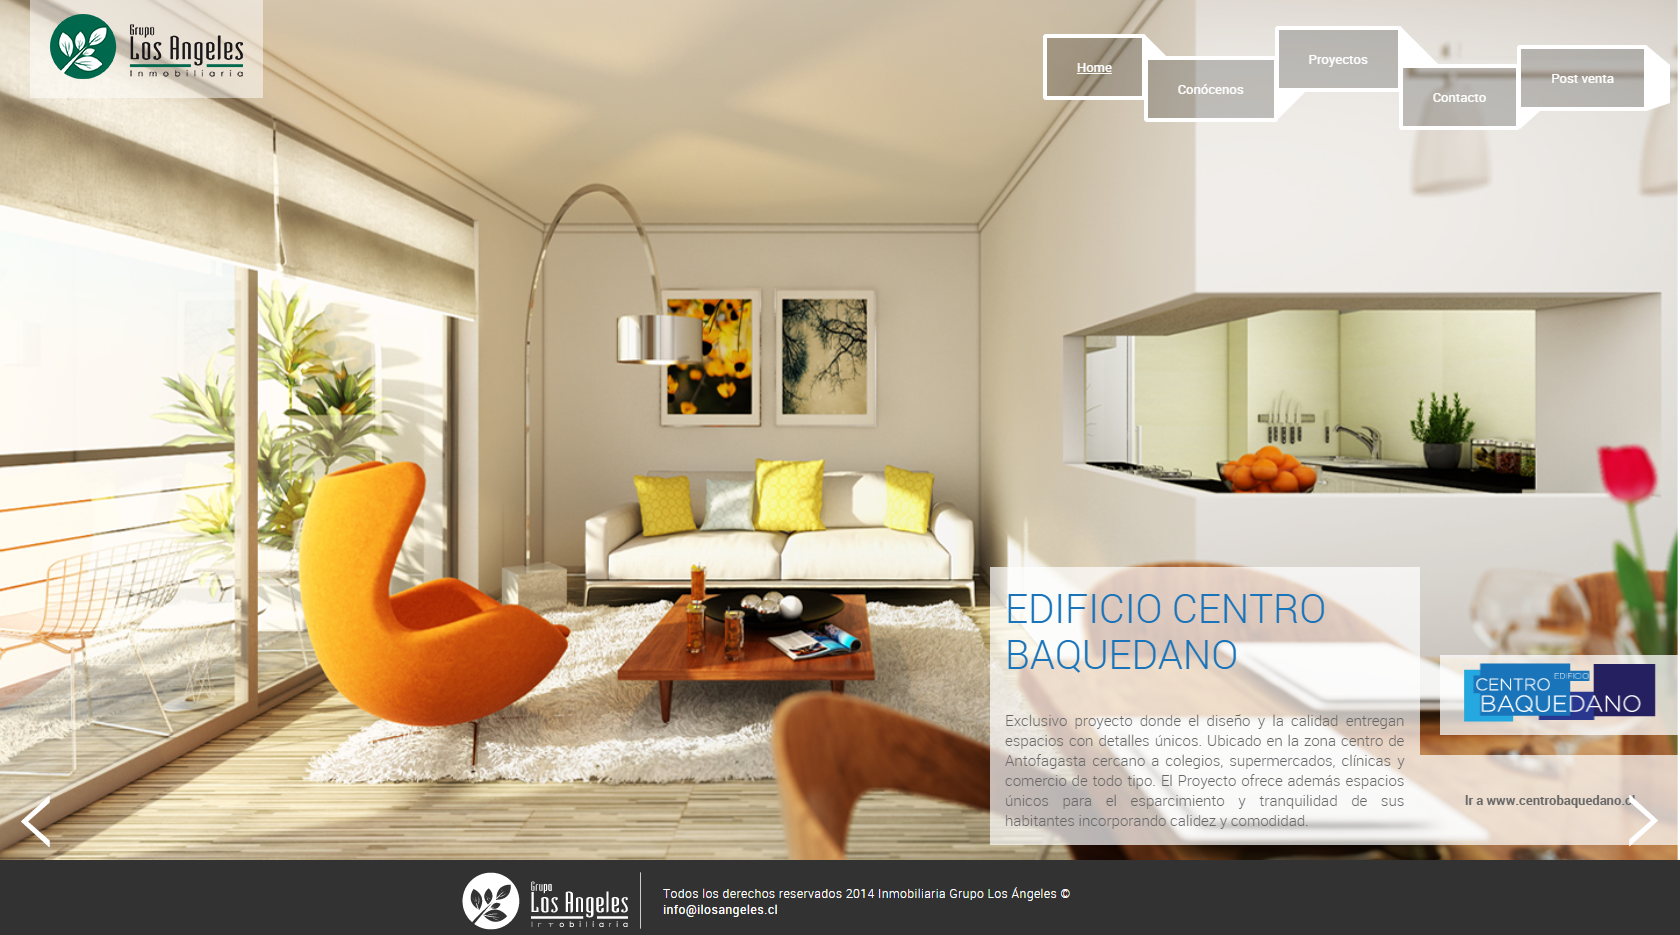 Grupo
Los Angeles
Inmobiliaria
Home
Conócenos
Proyectos
Contacto
Post venta
EDIFICIO CENTRO
BAQUEDANO
Exclusivo proyecto donde el diseño y la calidad entregan
espacios con detalles únicos. Ubicado en la zona centro de
Antofagasta cercano a colegios, supermercados, clínicas y
comercio de todo tipo. El Proyecto ofrece además espacios
únicos para el esparcimiento y tranquilidad de sus
habitantes incorporando calidez y comodidad.
EDIFICIO
CENTRO
BAQUEDANO
Ir a www.centrobaquedano.cl
Grupo
Los Angeles
Inmobiliaria
Todos los derechos reservados 2014 Inmobiliaria Grupo Los Ángeles ©
info@ilosangeles.cl